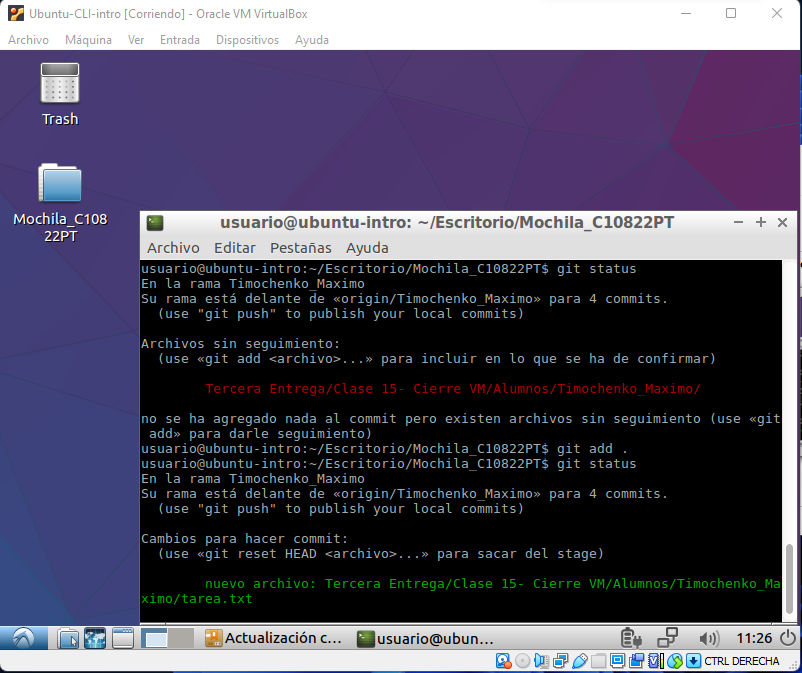 Ubuntu-CLI-intro [Corriendo] - Oracle VM VirtualBox
Archivo Máquina Ver Entrada Dispositivos Ayuda
Trash
Mochila_C108
22PT
usuario@ubuntu-intro: ~/Escritorio/Mochila_C10822PT
Archivo Editar Pestañas Ayuda
usuario@ubuntu-intro:~/Escritorio/Mochila_C10822PT$ git status
En la rama Timochenko_Maximo
Su rama está delante de «origin/Timochenko_Maximo» para 4 commits.
(use "git push" to publish your local commits)
Archivos sin seguimiento:
(use «git add <archivo>...» para incluir en lo que se ha de confirmar)
Tercera Entrega/Clase 15- Cierre VM/Alumnos/Timochenko_Maximo/
no se ha agregado nada al commit pero existen archivos sin seguimiento (use «git
add» para darle seguimiento)
usuario@ubuntu-intro:~/Escritorio/Mochila_C10822PT$ git add .
usuario@ubuntu-intro:~/Escritorio/Mochila_C10822PT$ git status
En la rama Timochenko_Maximo
Su rama está delante de «origin/Timochenko_Maximo» para 4 commits.
(use "git push" to publish your local commits)
Cambios para hacer commit:
(use «git reset HEAD <archivo>...» para sacar del stage)
nuevo archivo: Tercera Entrega/Clase 15- Cierre VM/Alumnos/Timochenko_Ma
ximo/tarea.txt
Actualización c... usuario@ubun... 11:26
CTRL DERECHA